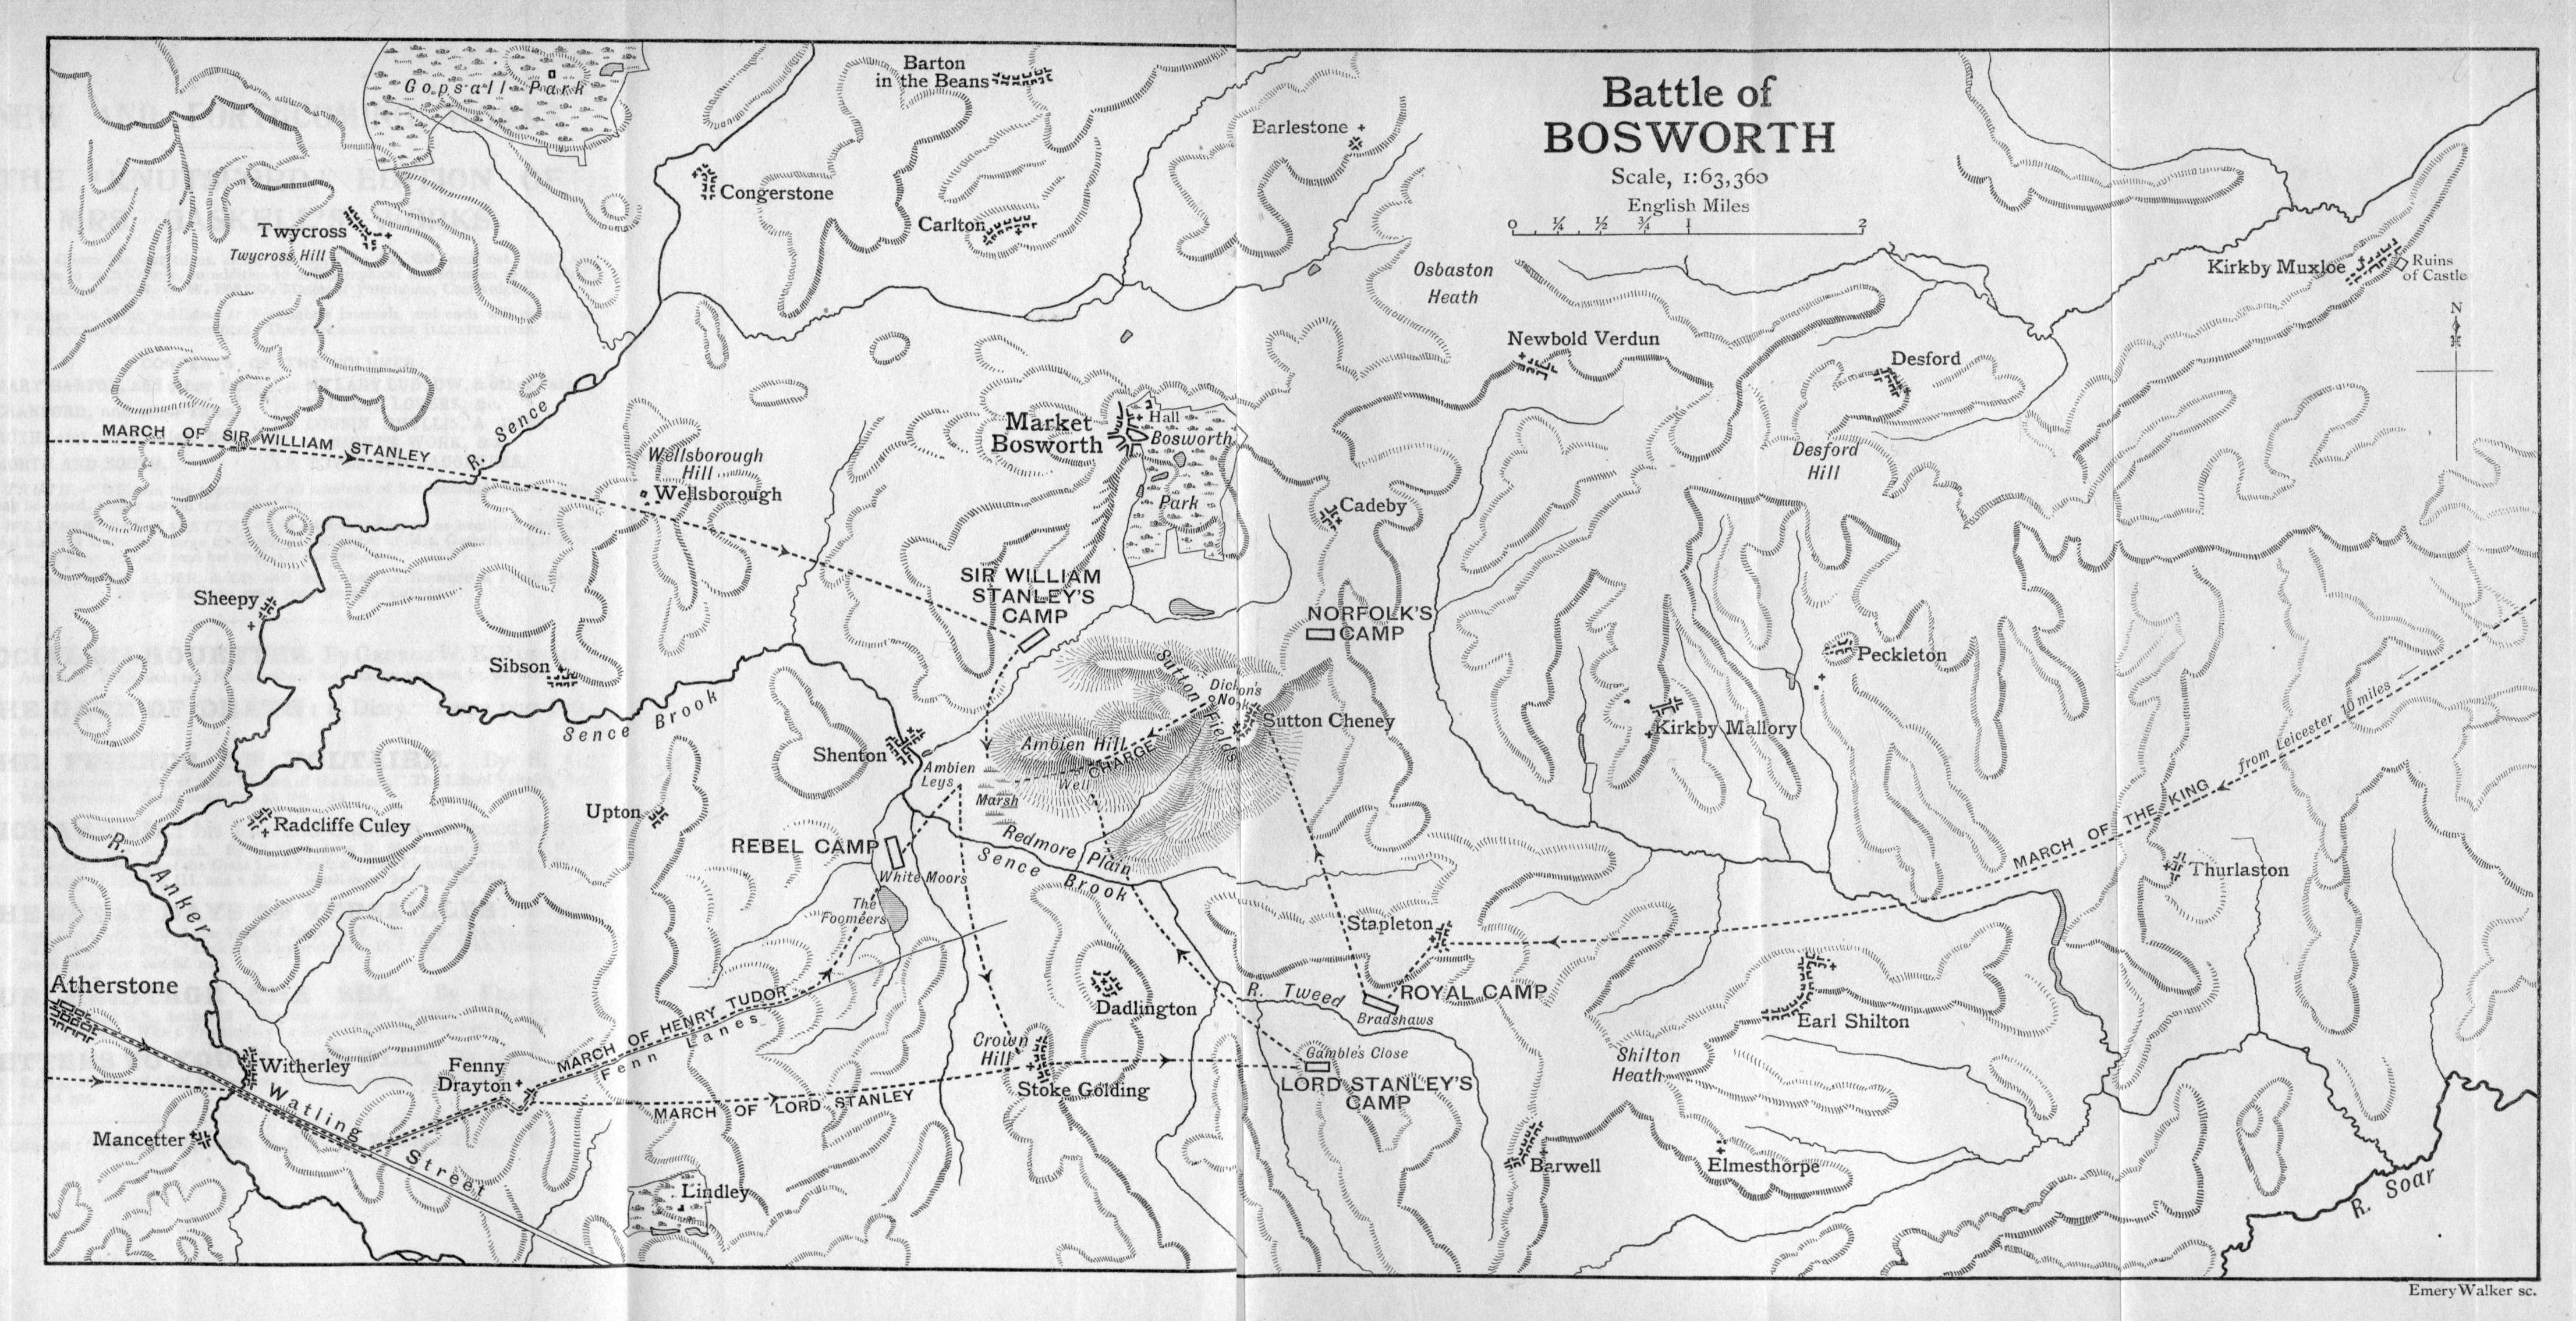 Battle of
BOSWORTH
Scale, 1:63,360
English Miles
0 ¼ ½ ¾ 1 2
Gopsall Park
Barton
in the Beans
Earlestone
Congerstone
Carlton
Twycross
Twycross Hill
Osbaston
Heath
Kirkby Muxloe
Ruins
of Castle
N
Newbold Verdun
Desford
Desford
Hill
MARCH OF SIR WILLIAM STANLEY
R. Sence
Wellsborough
Hill
Wellsborough
Market
Bosworth
Hall
Bosworth
Park
Cadeby
SIR WILLIAM
STANLEY'S
CAMP
NORFOLK'S
CAMP
Sheepy
Sibson
Sence Brook
Peckleton
Sutton
Fields
Dickon's
Nook
Sutton Cheney
Kirkby Mallory
Shenton
Ambien Hill
CHARGE
Well
Ambien
Leys
Marsh
from Leicester 10 miles
MARCH OF THE KING
Upton
Radcliffe Culey
REBEL CAMP
White Moors
Redmore Plain
Sence Brook
The
Foomeers
R. Anker
Thurlaston
Stapleton
Atherstone
Dadlington
R. Tweed
ROYAL CAMP
Bradshaws
Earl Shilton
MARCH OF HENRY TUDOR
Fenn Lanes
Crown
Hill
Stoke Golding
Gamble's Close
LORD STANLEY'S
CAMP
Shilton
Heath
Witherley
Fenny
Drayton
MARCH OF LORD STANLEY
Watling Street
Mancetter
Lindley
Barwell
Elmesthorpe
R. Soar
Emery Walker sc.